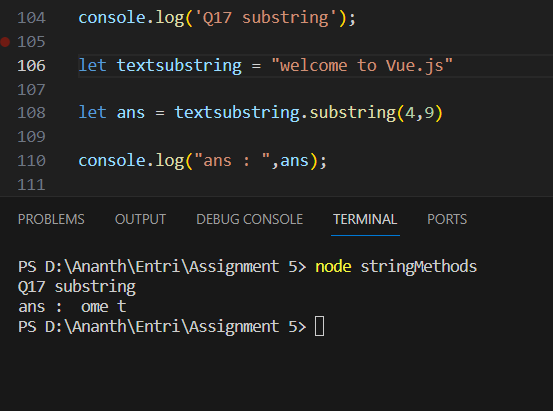 104 console.log('Q17 substring');
105
106 let textsubstring = "welcome to Vue.js"
107
108 let ans = textsubstring.substring(4,9)
109
110 console.log("ans : ",ans);
111
PROBLEMS OUTPUT DEBUG CONSOLE TERMINAL PORTS
PS D:\Ananth\Entri\Assignment 5> node stringMethods
Q17 substring
ans :  ome t
PS D:\Ananth\Entri\Assignment 5>